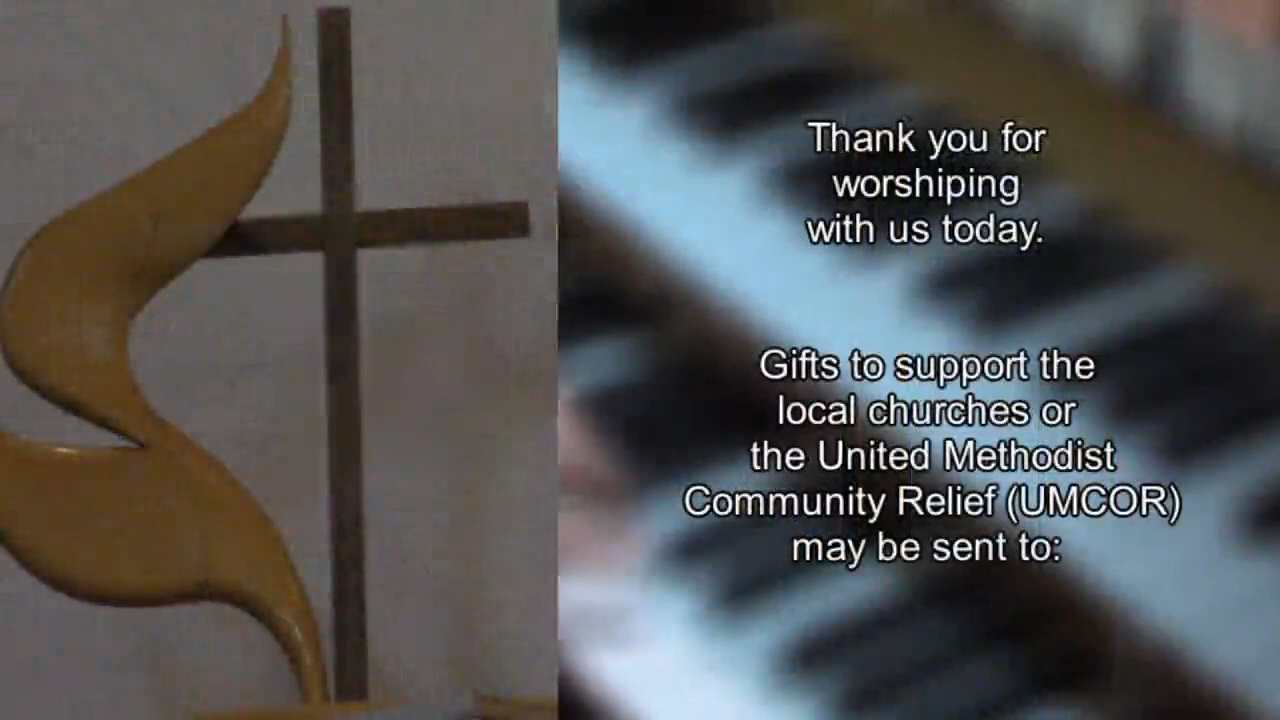 Thank you for
worshiping
with us today.
Gifts to support the
local churches or
the United Methodist
Community Relief (UMCOR)
may be sent to: